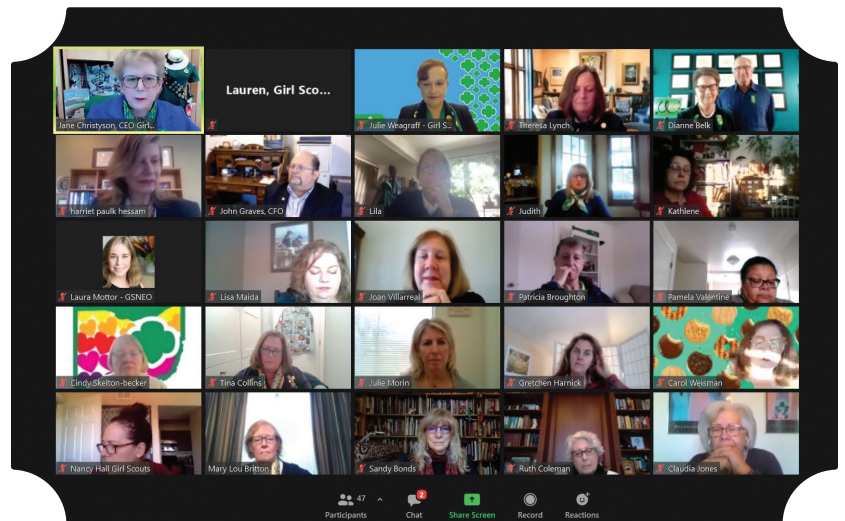 Jane Christyson, CEO Girl...
Lauren, Girl Sco...
Julie Weagraff - Girl S...
Theresa Lynch
Dianne Belk
harriet paulk hessam
John Graves, CFO
Lila
Judith
Kathlene
Laura Mottor - GSNEO
Lisa Maida
Joan Villarreal
Patricia Broughton
Pamela Valentine
Cindy Skelton-becker
Tina Collins
Julie Morin
Gretchen Harnick
Carol Weisman
Nancy Hall Girl Scouts
Mary Lou Britton
Sandy Bonds
Ruth Coleman
Claudia Jones
47
2
Participants
Chat
Share Screen
Record
Reactions